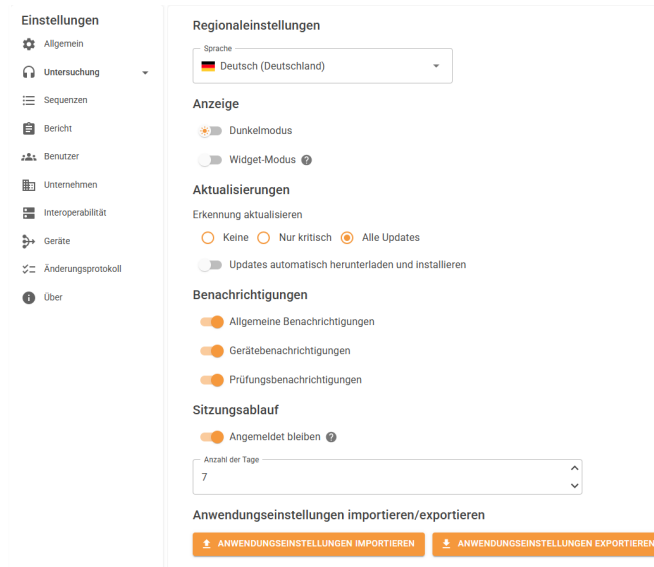 Einstellungen
Allgemein
Untersuchung
Sequenzen
Bericht
Benutzer
Unternehmen
Interoperabilität
Geräte
Änderungsprotokoll
Über
Regionaleinstellungen
Sprache
Deutsch (Deutschland)
Anzeige
Dunkelmodus
Widget-Modus ?
Aktualisierungen
Erkennung aktualisieren
Keine Nur kritisch Alle Updates
Updates automatisch herunterladen und installieren
Benachrichtigungen
Allgemeine Benachrichtigungen
Gerätebenachrichtigungen
Prüfungsbenachrichtigungen
Sitzungsablauf
Angemeldet bleiben ?
Anzahl der Tage
7
Anwendungseinstellungen importieren/exportieren
ANWENDUNGSEINSTELLUNGEN IMPORTIEREN ANWENDUNGSEINSTELLUNGEN EXPORTIEREN